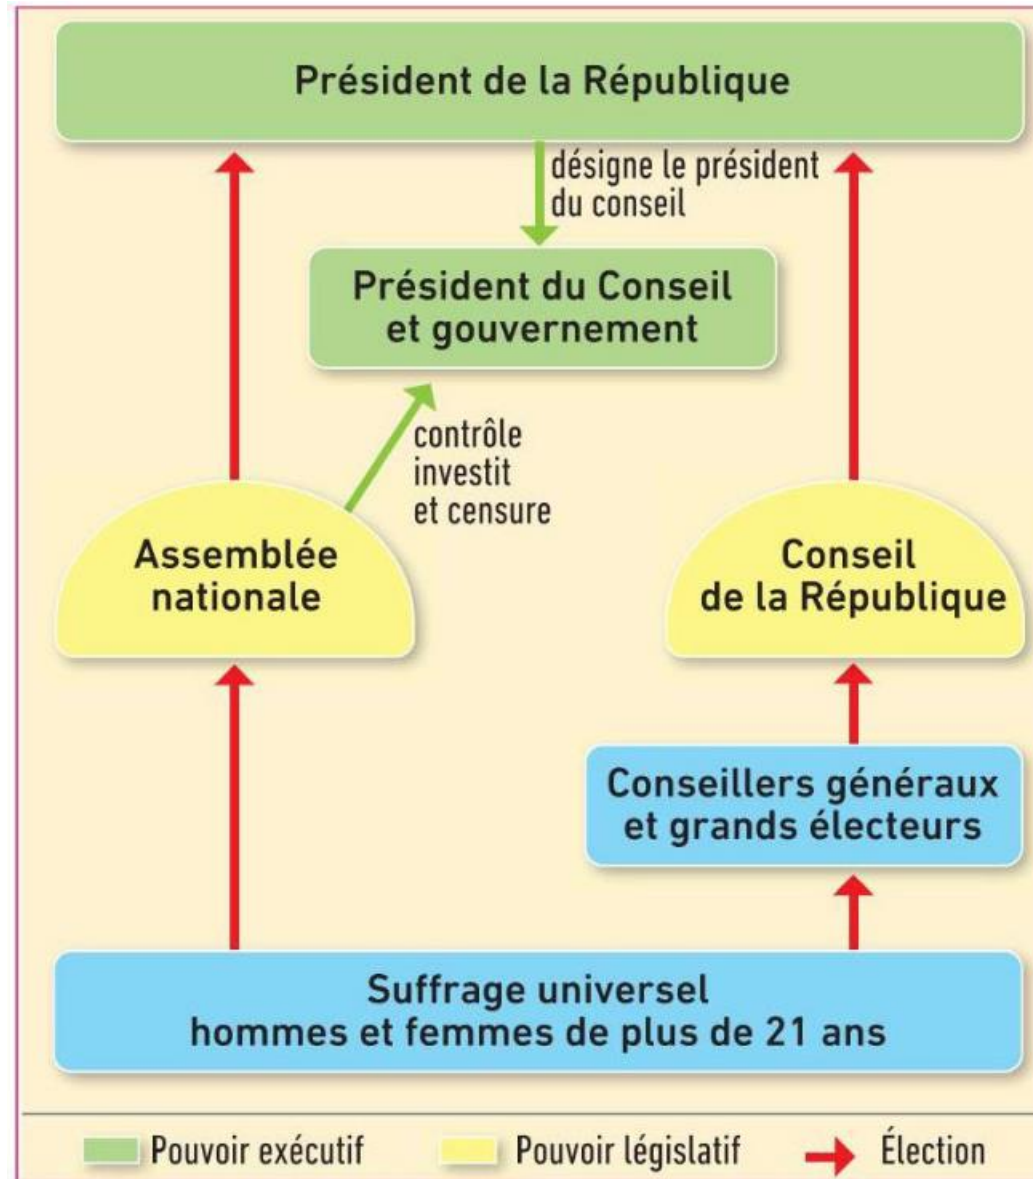 Président de la République
désigne le président
du conseil
Président du Conseil
et gouvernement
contrôle
investit
et censure
Assemblée
nationale
Conseil
de la République
Conseillers généraux
et grands électeurs
Suffrage universel
hommes et femmes de plus de 21 ans
Pouvoir exécutif
Pouvoir législatif
Élection